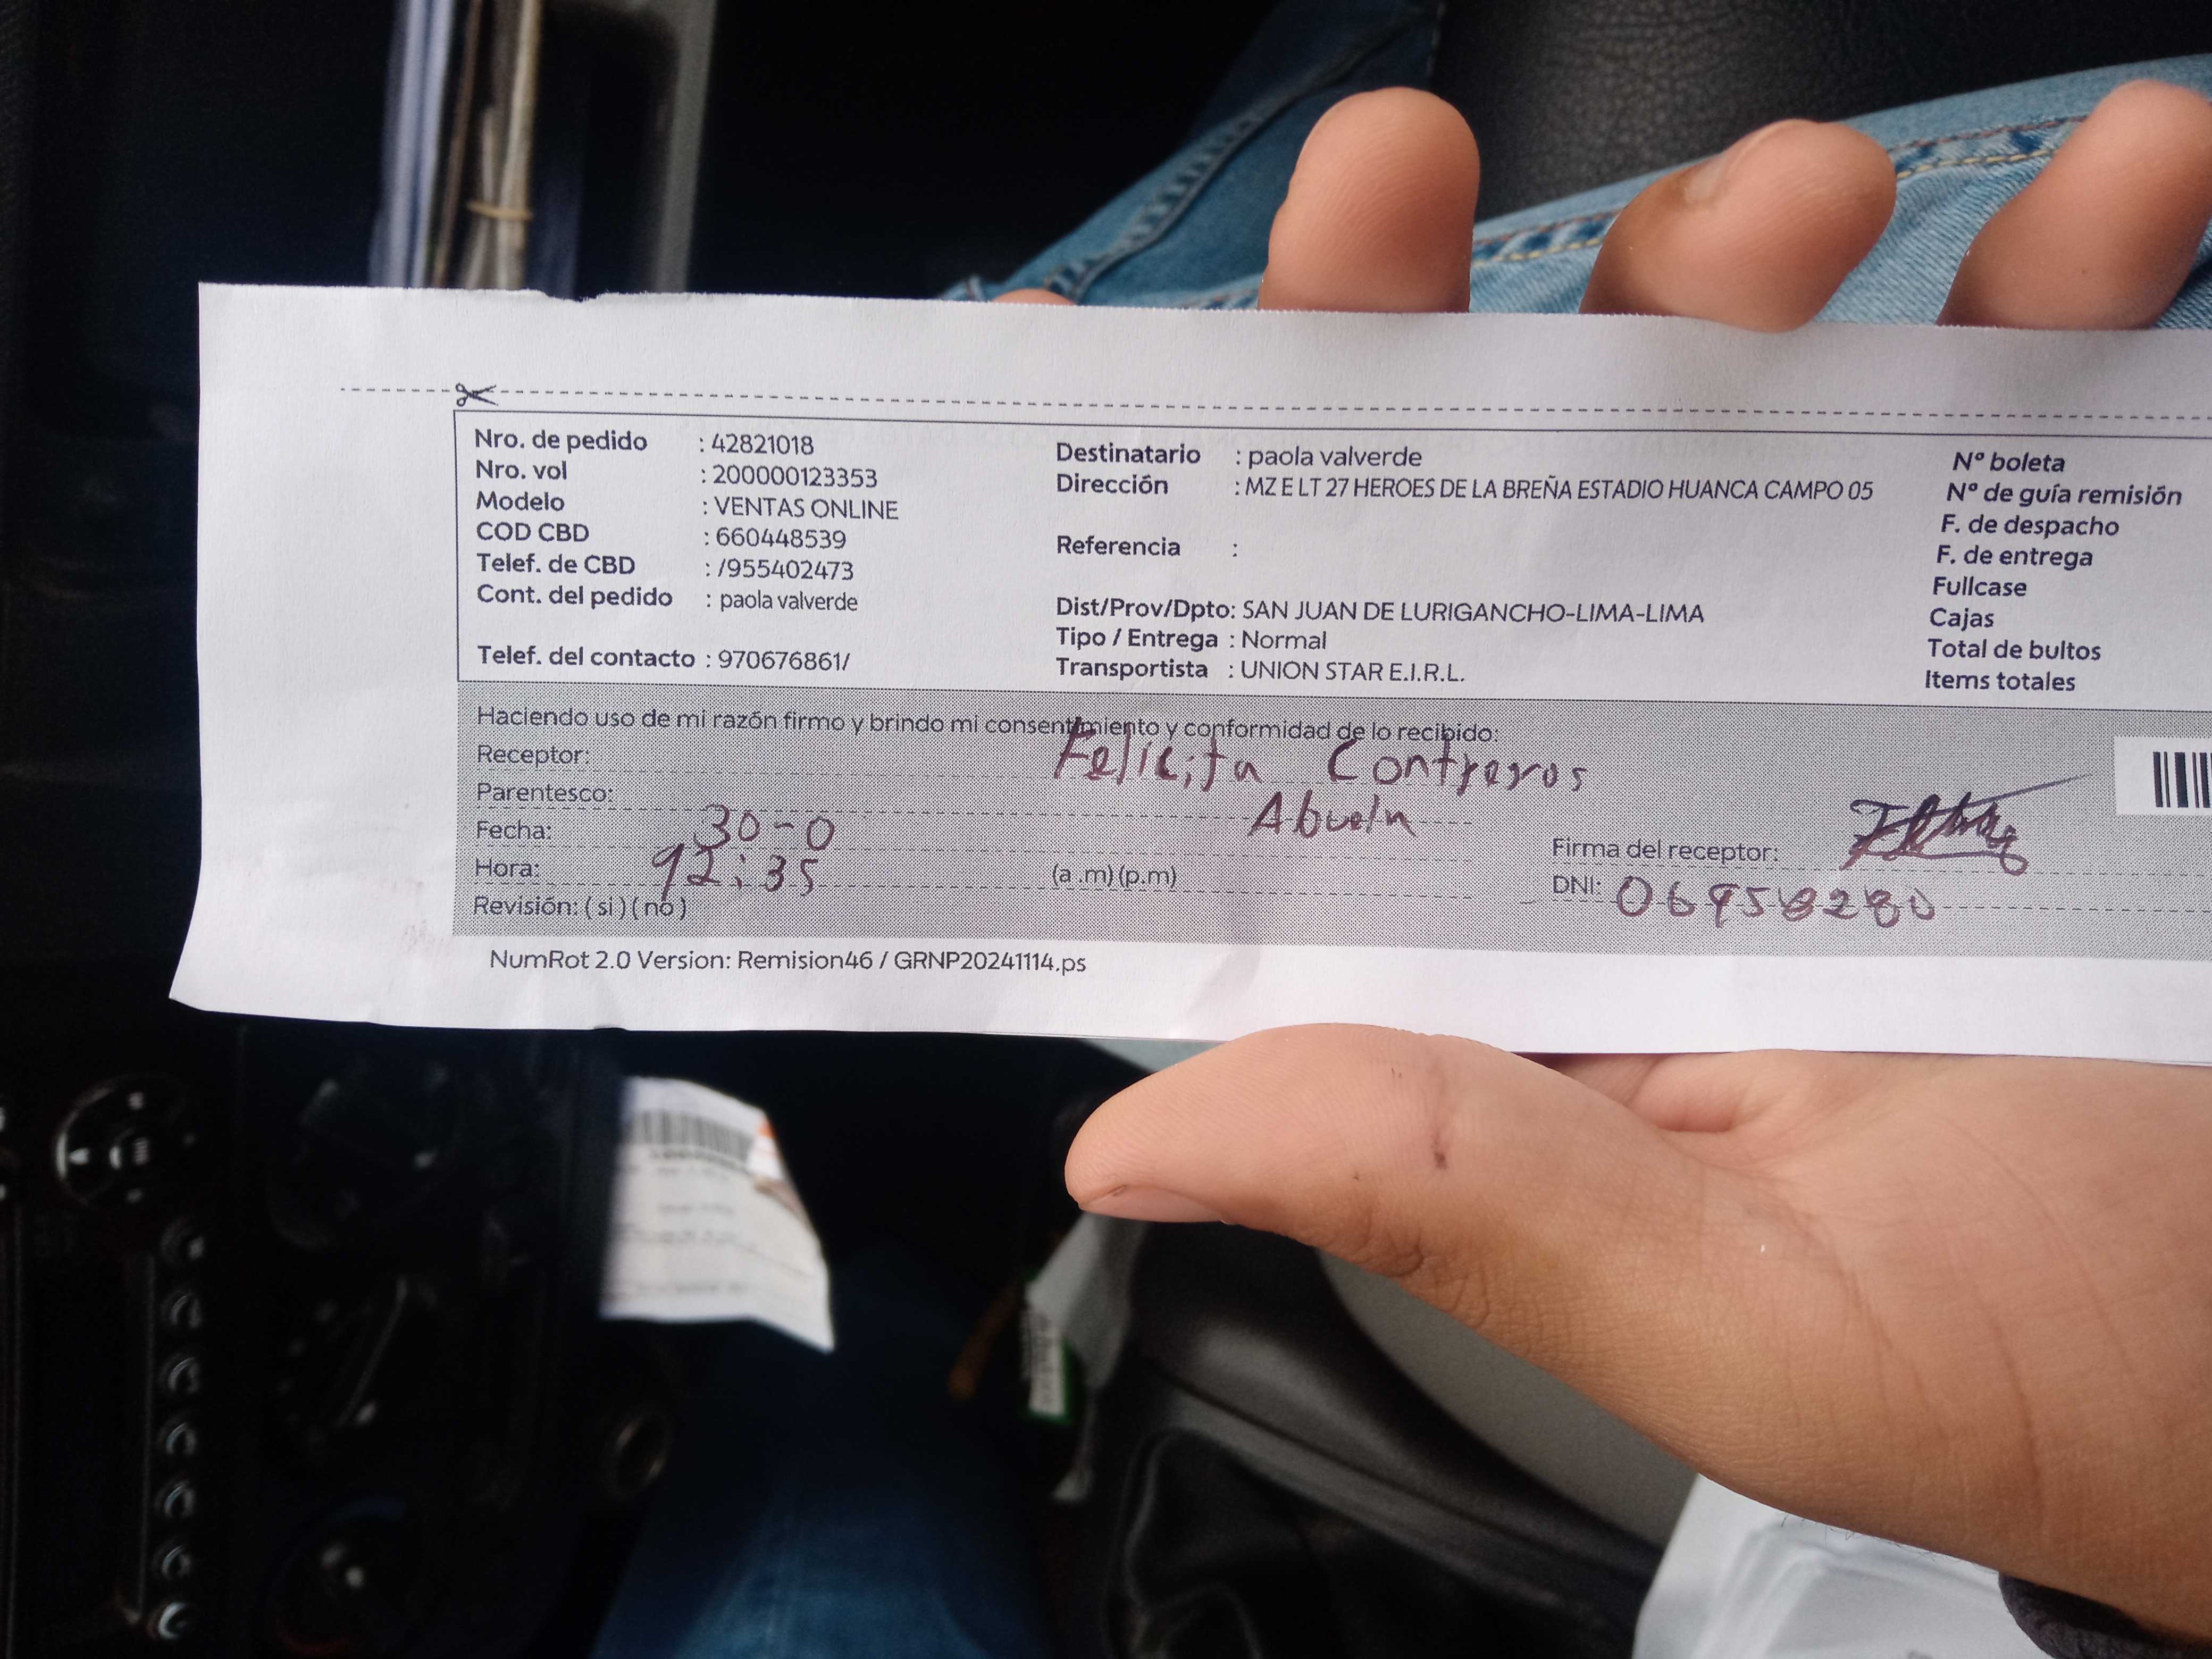 Nro. de pedido : 42821018
Nro. vol : 200000123353
Modelo : VENTAS ONLINE
COD CBD : 660448539
Telef. de CBD : /955402473
Cont. del pedido : paola valverde
Telef. del contacto : 970676861/
Destinatario : paola valverde
Dirección : MZ E LT 27 HEROES DE LA BREÑA ESTADIO HUANCA CAMPO 05
Referencia :
Dist/Prov/Dpto: SAN JUAN DE LURIGANCHO-LIMA-LIMA
Tipo / Entrega : Normal
Transportista : UNION STAR E.I.R.L.
Nº boleta
Nº de guía remisión
F. de despacho
F. de entrega
Fullcase
Cajas
Total de bultos
Items totales
Haciendo uso de mi razón firmo y brindo mi consentimiento y conformidad de lo recibido:
Receptor: Felicita Contreros
Parentesco: Abuela
Fecha: 30-0
Hora: 12:35 (a .m) (p.m)
Revisión: ( si ) ( no )
Firma del receptor:
DNI: 06958280
NumRot 2.0 Version: Remision46 / GRNP20241114.ps